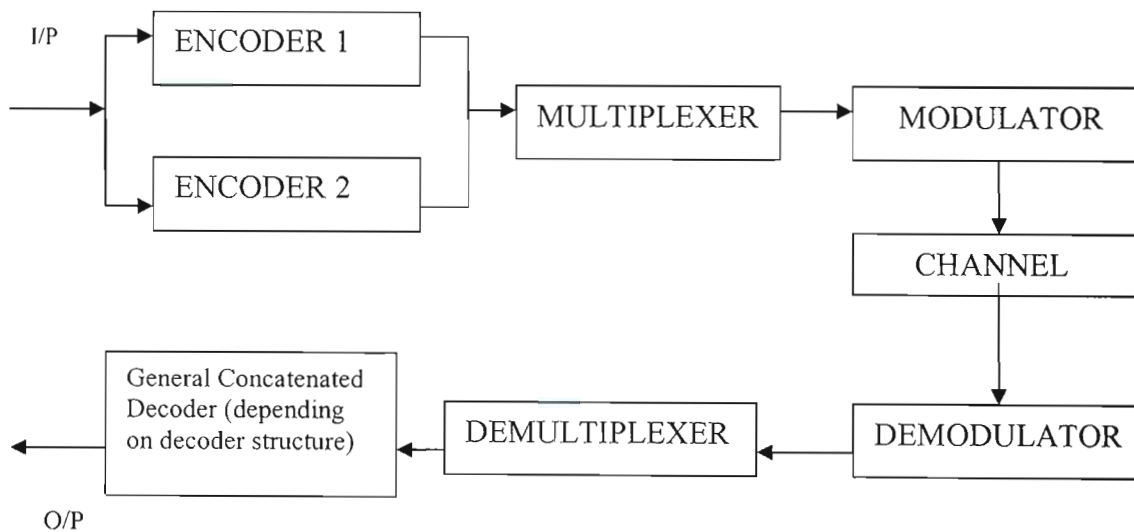 I/P
ENCODER 1
ENCODER 2
MULTIPLEXER
MODULATOR
CHANNEL
DEMODULATOR
DEMULTIPLEXER
General Concatenated
Decoder (depending
on decoder structure)
O/P